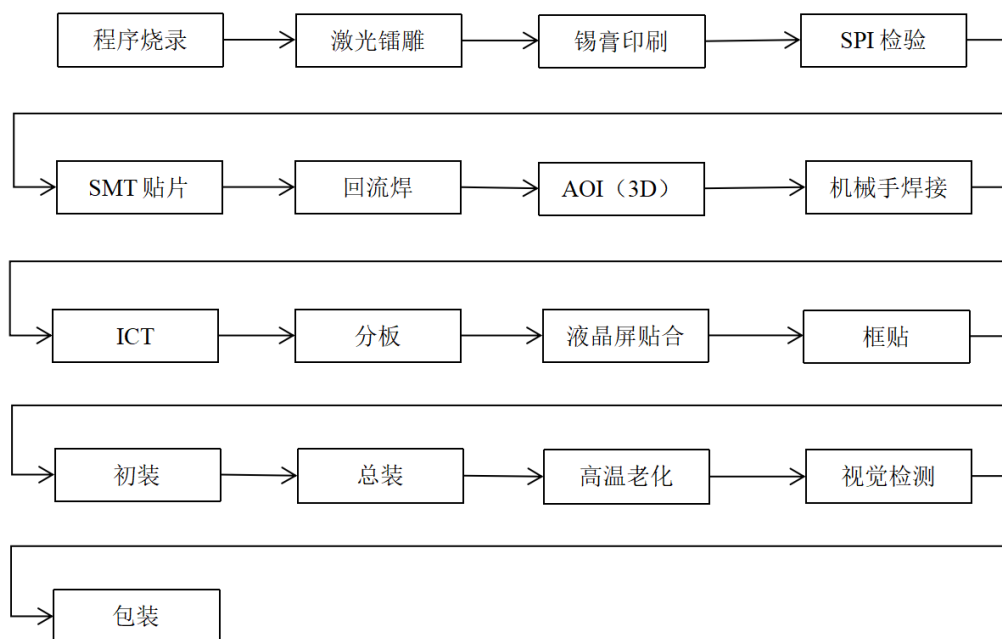 程序烧录
激光镭雕
锡膏印刷
SPI 检验
SMT 贴片
回流焊
AOI（3D）
机械手焊接
ICT
分板
液晶屏贴合
框贴
初装
总装
高温老化
视觉检测
包装